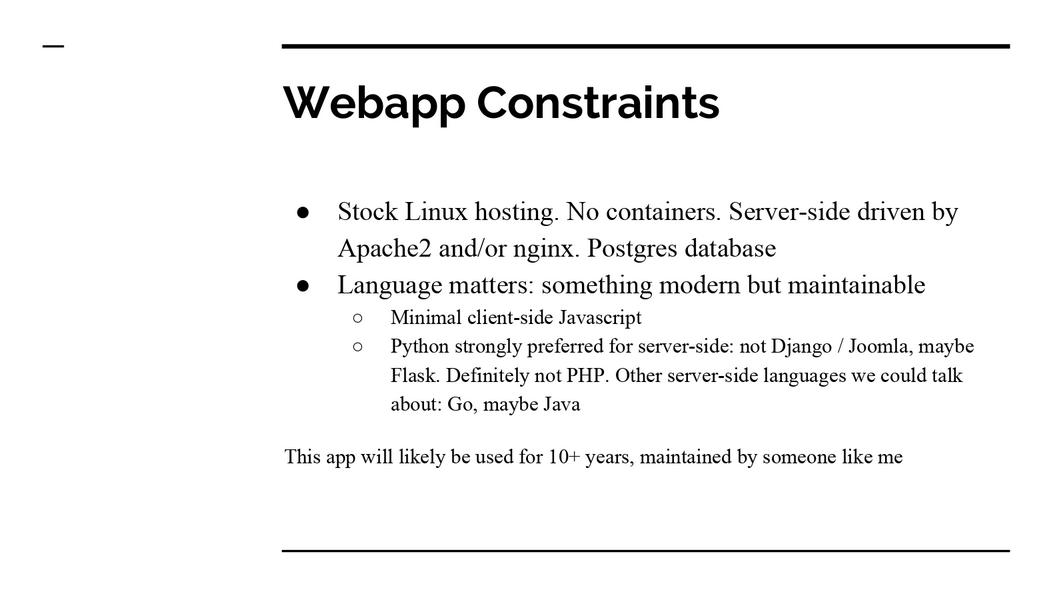 Webapp Constraints
● Stock Linux hosting. No containers. Server-side driven by
Apache2 and/or nginx. Postgres database
● Language matters: something modern but maintainable
○ Minimal client-side Javascript
○ Python strongly preferred for server-side: not Django / Joomla, maybe
Flask. Definitely not PHP. Other server-side languages we could talk
about: Go, maybe Java
This app will likely be used for 10+ years, maintained by someone like me